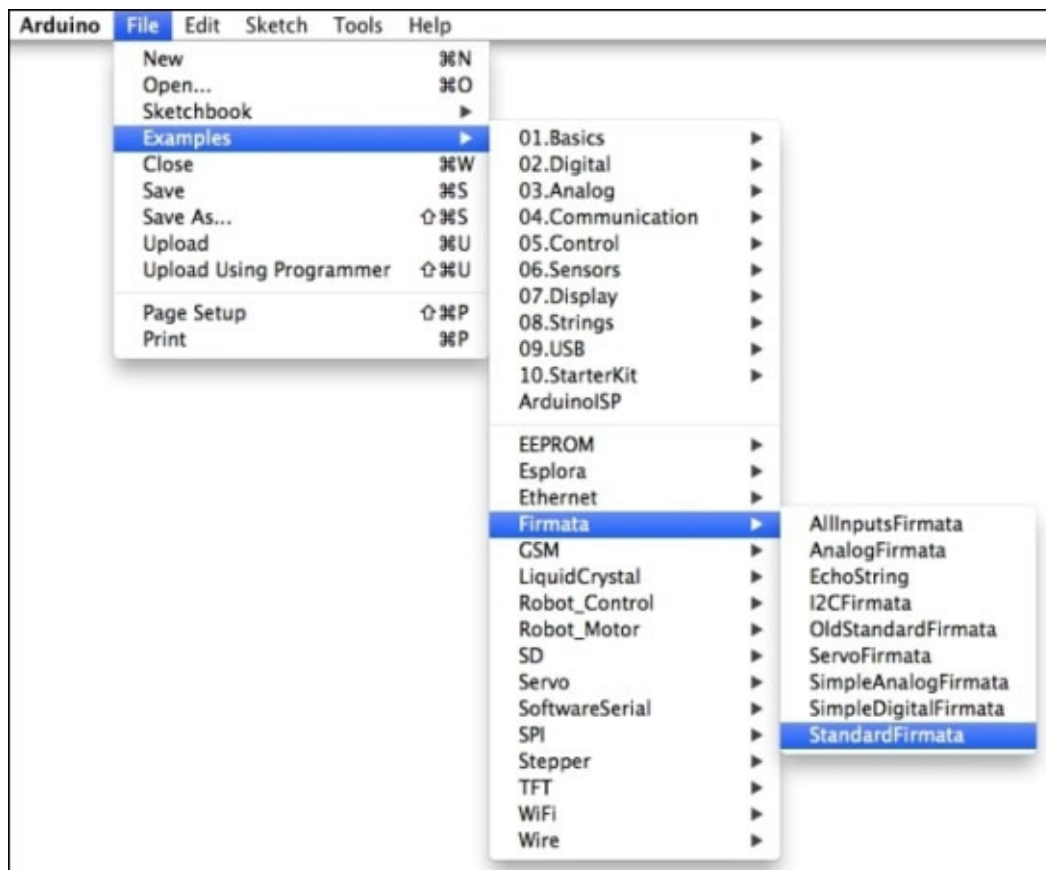 Arduino File Edit Sketch Tools Help
New ⌘N
Open... ⌘O
Sketchbook ▶
Examples ▶
Close ⌘W
Save ⌘S
Save As... ⇧⌘S
Upload ⌘U
Upload Using Programmer ⇧⌘U
Page Setup ⇧⌘P
Print ⌘P
01.Basics ▶
02.Digital ▶
03.Analog ▶
04.Communication ▶
05.Control ▶
06.Sensors ▶
07.Display ▶
08.Strings ▶
09.USB ▶
10.StarterKit ▶
ArduinoISP
EEPROM ▶
Esplora ▶
Ethernet ▶
Firmata ▶
GSM ▶
LiquidCrystal ▶
Robot_Control ▶
Robot_Motor ▶
SD ▶
Servo ▶
SoftwareSerial ▶
SPI ▶
Stepper ▶
TFT ▶
WiFi ▶
Wire ▶
AllInputsFirmata
AnalogFirmata
EchoString
I2CFirmata
OldStandardFirmata
ServoFirmata
SimpleAnalogFirmata
SimpleDigitalFirmata
StandardFirmata